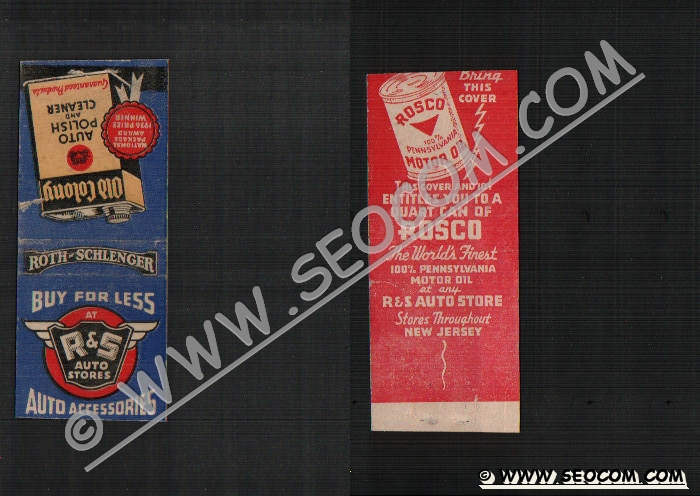 Guaranteed Products
NATIONAL
PACKAGE
AWARD
1936 PRIZE
WINNER
AUTO
POLISH
AND
CLEANER
Old Colony
ROTH-SCHLENGER
BUY FOR LESS
AT
R&S
AUTO
STORES
AUTO ACCESSORIES
Bring
THIS
COVER
ROSCO
100%
PENNSYLVANIA
MOTOR OIL
THIS COVER AND 10¢
ENTITLES YOU TO A
QUART CAN OF
ROSCO
The World's Finest
100% PENNSYLVANIA
MOTOR OIL
at any
R&S AUTO STORE
Stores Throughout
NEW JERSEY
© WWW.SEOCOM.COM
© WWW.SEOCOM.COM